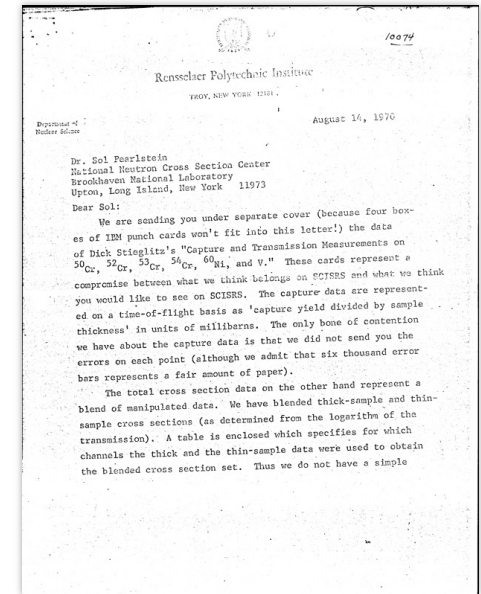 10074
Rensselaer Polytechnic Institute
TROY, NEW YORK 12181
Department of
Nuclear Science
August 14, 1970
Dr. Sol Pearlstein
National Neutron Cross Section Center
Brookhaven National Laboratory
Upton, Long Island, New York 11973
Dear Sol:
We are sending you under separate cover (because four box-
es of IBM punch cards won't fit into this letter!) the data
of Dick Stieglitz's "Capture and Transmission Measurements on
⁵⁰Cr, ⁵²Cr, ⁵³Cr, ⁵⁴Cr, ⁶⁰Ni, and V." These cards represent a
compromise between what we think belongs on SCISRS and what we think
you would like to see on SCISRS. The capture data are represent-
ed on a time-of-flight basis as 'capture yield divided by sample
thickness' in units of millibarns. The only bone of contention
we have about the capture data is that we did not send you the
errors on each point (although we admit that six thousand error
bars represents a fair amount of paper).
The total cross section data on the other hand represent a
blend of manipulated data. We have blended thick-sample and thin-
sample cross sections (as determined from the logarithm of the
transmission). A table is enclosed which specifies for which
channels the thick and the thin-sample data were used to obtain
the blended cross section set. Thus we do not have a simple